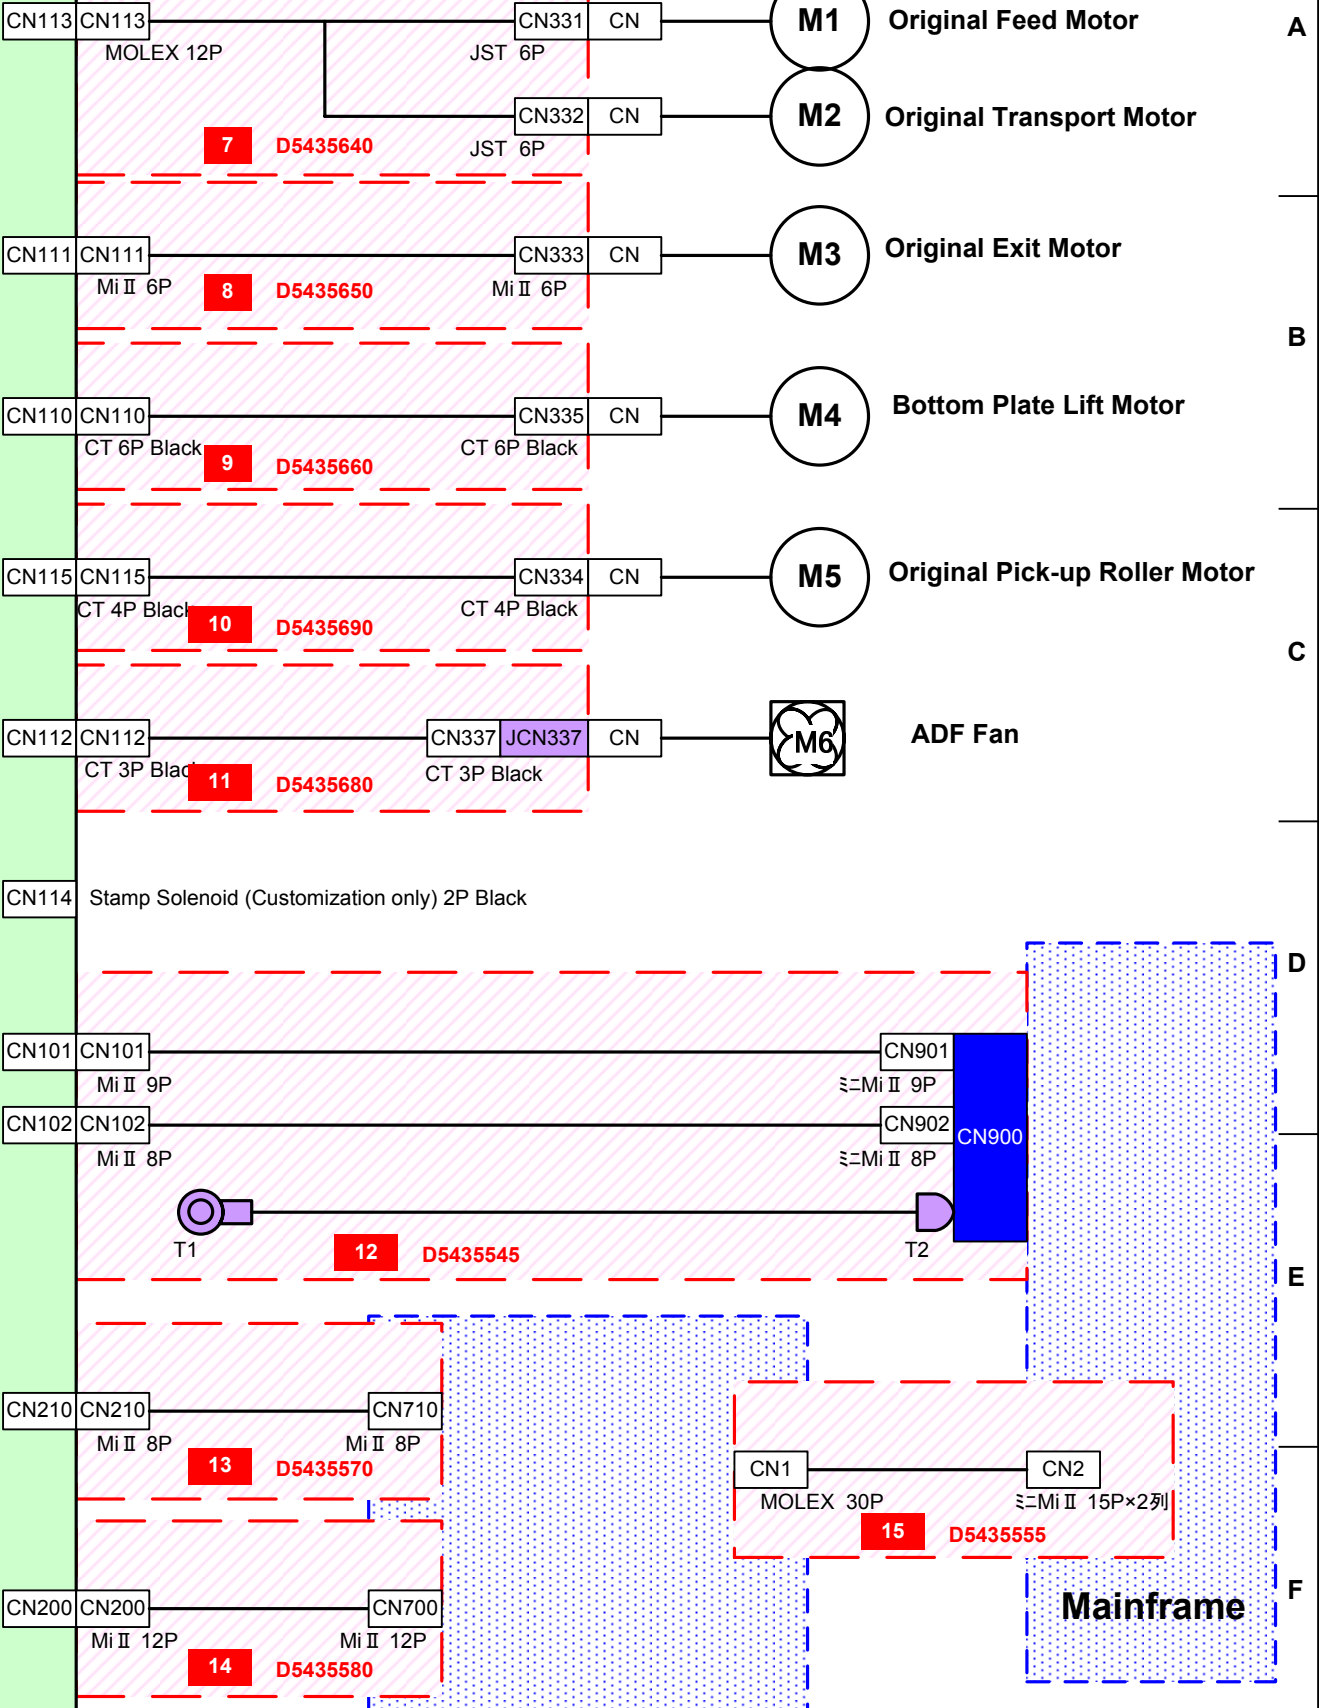 CN113 CN113 CN331 CN M1 Original Feed Motor A
MOLEX 12P JST 6P
CN332 CN M2 Original Transport Motor
7 D5435640 JST 6P
CN111 CN111 CN333 CN M3 Original Exit Motor
MiⅡ 6P 8 D5435650 MiⅡ 6P
B
CN110 CN110 CN335 CN M4 Bottom Plate Lift Motor
CT 6P Black 9 D5435660 CT 6P Black
CN115 CN115 CN334 CN M5 Original Pick-up Roller Motor
CT 4P Black 10 D5435690 CT 4P Black
C
CN112 CN112 CN337 JCN337 CN M6 ADF Fan
CT 3P Blac 11 D5435680 CT 3P Black
CN114 Stamp Solenoid (Customization only) 2P Black
D
CN101 CN101 CN901
MiⅡ 9P ミニMiⅡ 9P
CN102 CN102 CN902 CN900
MiⅡ 8P ミニMiⅡ 8P
T1 12 D5435545 T2
E
CN210 CN210 CN710
MiⅡ 8P MiⅡ 8P
13 D5435570
CN1 CN2
MOLEX 30P ミニMiⅡ 15P×2列
15 D5435555
CN200 CN200 CN700 Mainframe F
MiⅡ 12P MiⅡ 12P
14 D5435580